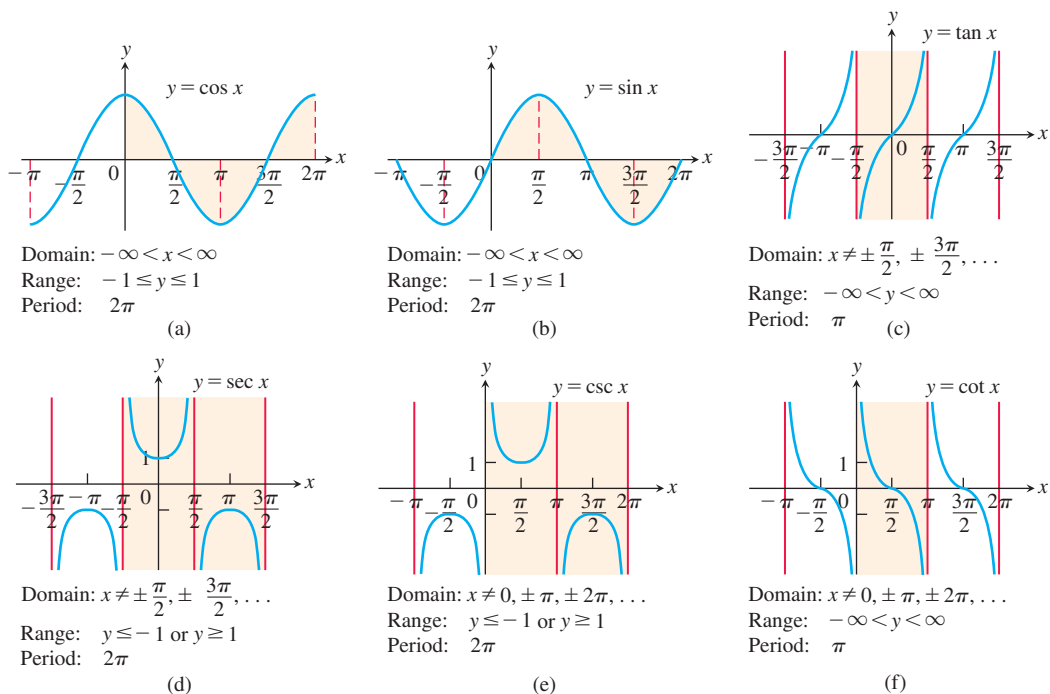 y
y = cos x
x
−π
−π/2
0
π/2
π
3π/2
2π
Domain: −∞ < x < ∞
Range: −1 ≤ y ≤ 1
Period: 2π
(a)
y
y = sin x
x
−π
−π/2
0
π/2
π
3π/2
2π
Domain: −∞ < x < ∞
Range: −1 ≤ y ≤ 1
Period: 2π
(b)
y
y = tan x
x
−3π/2
−π
−π/2
0
π/2
π
3π/2
Domain: x ≠ ± π/2, ± 3π/2, . . .
Range: −∞ < y < ∞
Period: π
(c)
y
y = sec x
1
x
−3π/2
−π
−π/2
0
π/2
π
3π/2
Domain: x ≠ ± π/2, ± 3π/2, . . .
Range: y ≤ −1 or y ≥ 1
Period: 2π
(d)
y
y = csc x
1
x
−π
−π/2
0
π/2
π
3π/2
2π
Domain: x ≠ 0, ± π, ± 2π, . . .
Range: y ≤ −1 or y ≥ 1
Period: 2π
(e)
y
y = cot x
1
x
−π
−π/2
0
π/2
π
3π/2
2π
Domain: x ≠ 0, ± π, ± 2π, . . .
Range: −∞ < y < ∞
Period: π
(f)